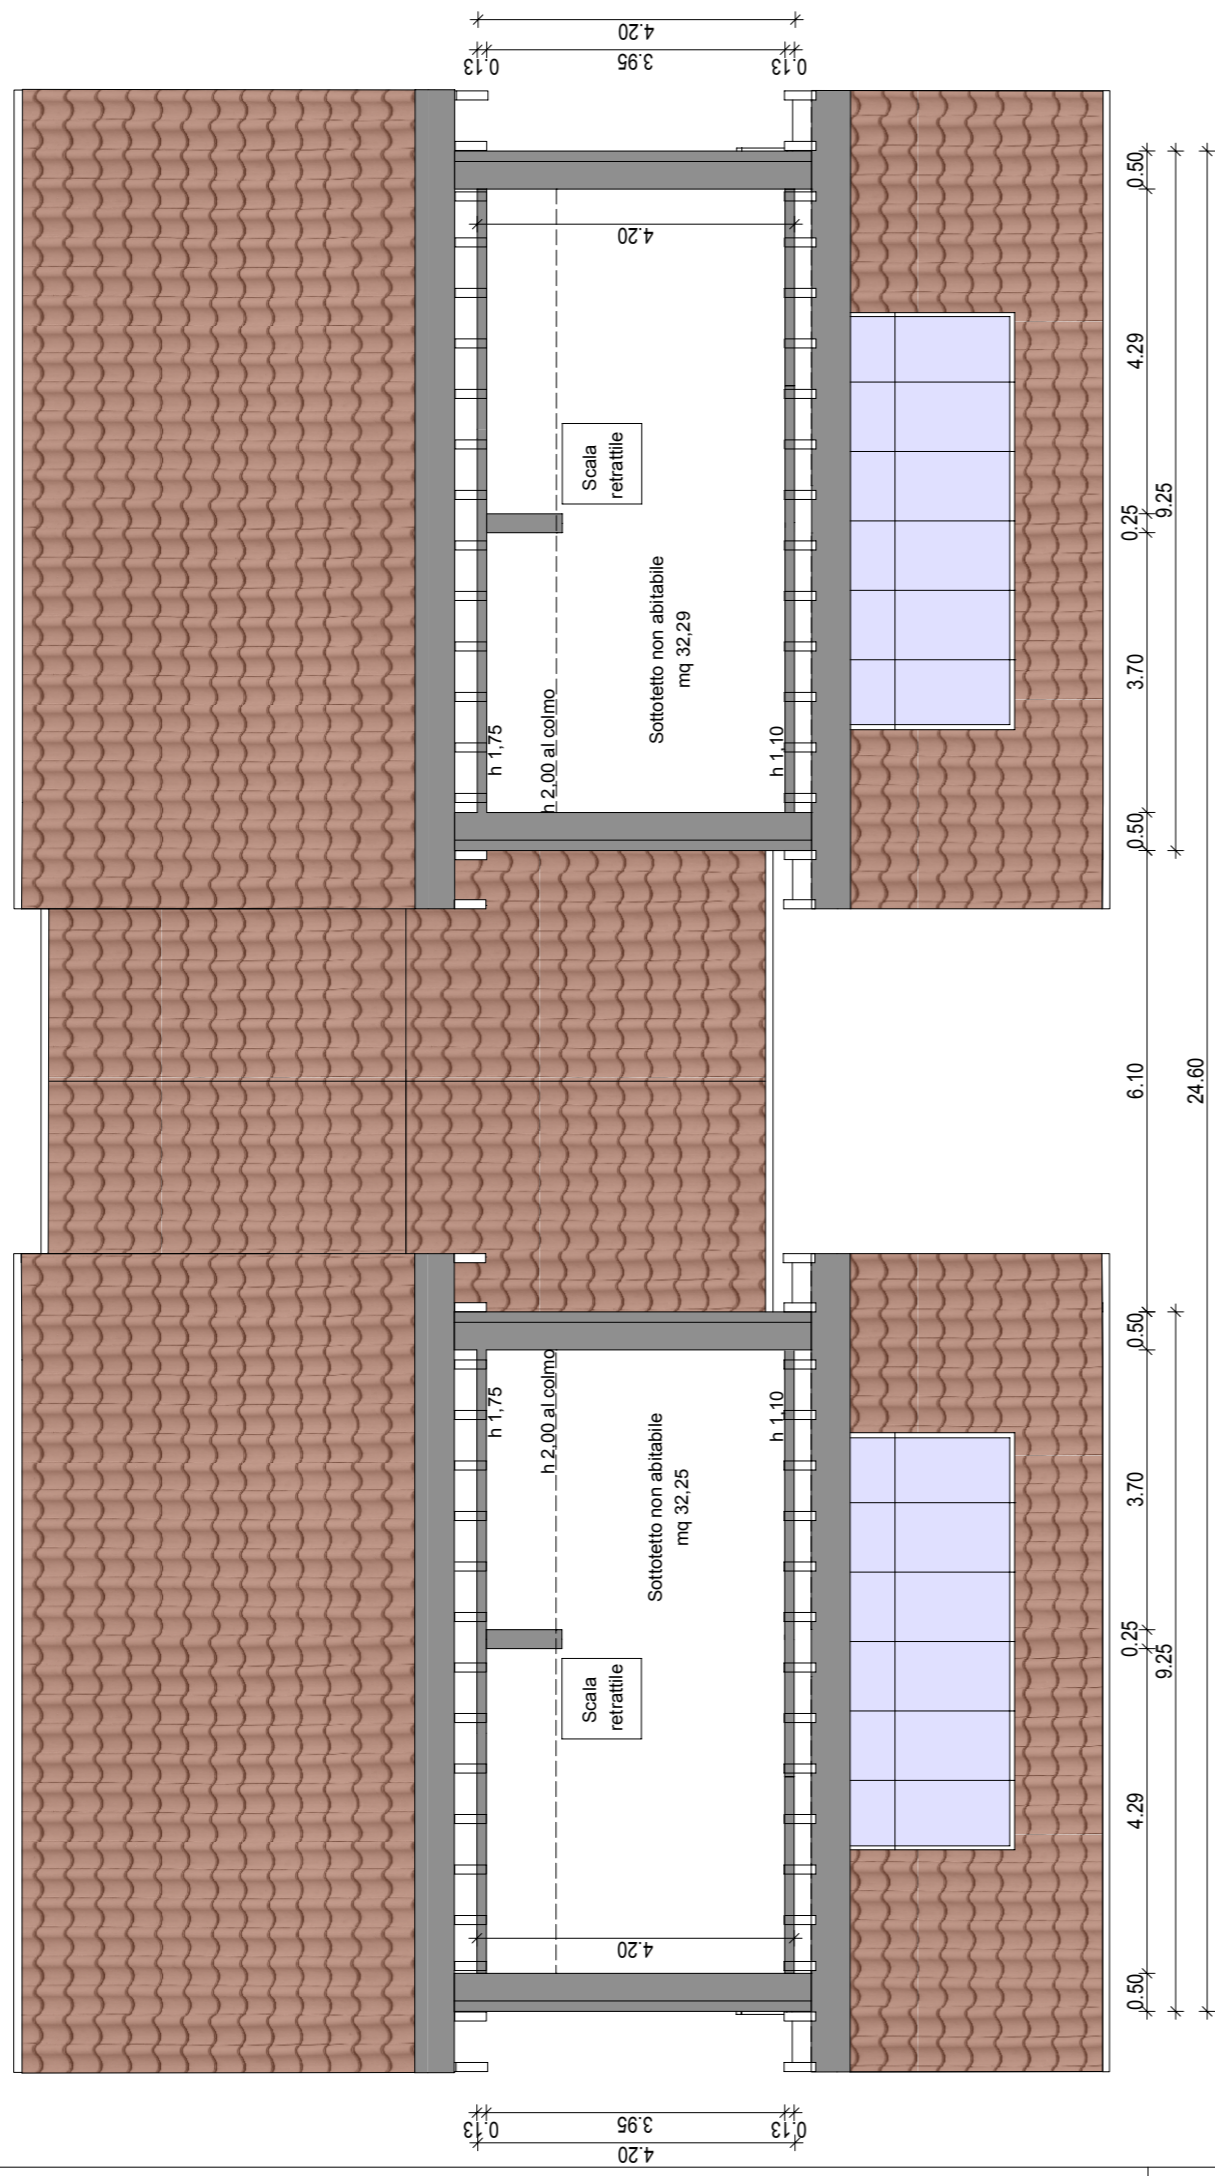 4.20
0.13
3.95
0.13
4.20
h 1,75
h 2,00 al colmo
Scala
retrattile
Sottotetto non abitabile
mq 32,25
h 1,10
h 1,75
h 2,00 al colmo
Scala
retrattile
Sottotetto non abitabile
mq 32,29
h 1,10
4.20
0.13
3.95
0.13
4.20
0.50 4.29 0.25 3.70 0.50 6.10 0.50 3.70 0.25 4.29 0.50
9.25 9.25
24.60